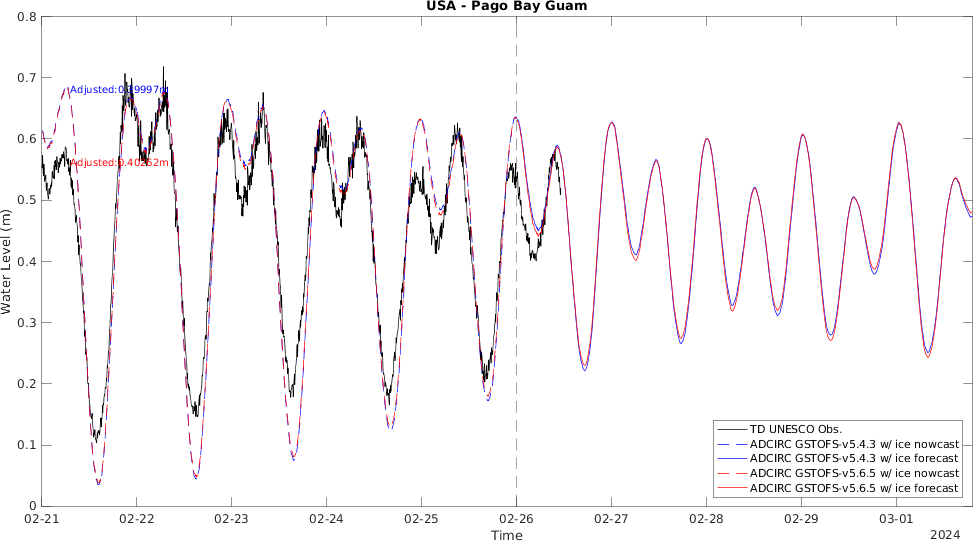 USA - Pago Bay Guam
0.8
0.7
0.6
0.5
0.4
0.3
0.2
0.1
0
Water Level (m)
Adjusted:0.39997m
Adjusted:0.40252m
02-21 02-22 02-23 02-24 02-25 02-26 02-27 02-28 02-29 03-01
Time
2024
TD UNESCO Obs.
ADCIRC GSTOFS-v5.4.3 w/ ice nowcast
ADCIRC GSTOFS-v5.4.3 w/ ice forecast
ADCIRC GSTOFS-v5.6.5 w/ ice nowcast
ADCIRC GSTOFS-v5.6.5 w/ ice forecast